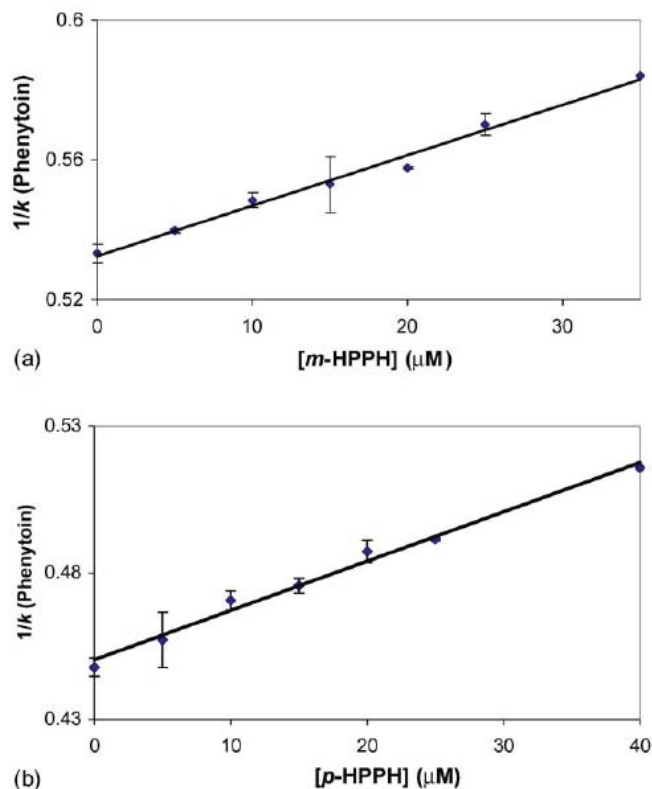 0.6
0.56
0.52
1/k (Phenytoin)
0 10 20 30
[m-HPPH] (μM)
(a)
0.53
0.48
0.43
1/k (Phenytoin)
0 10 20 30 40
[p-HPPH] (μM)
(b)